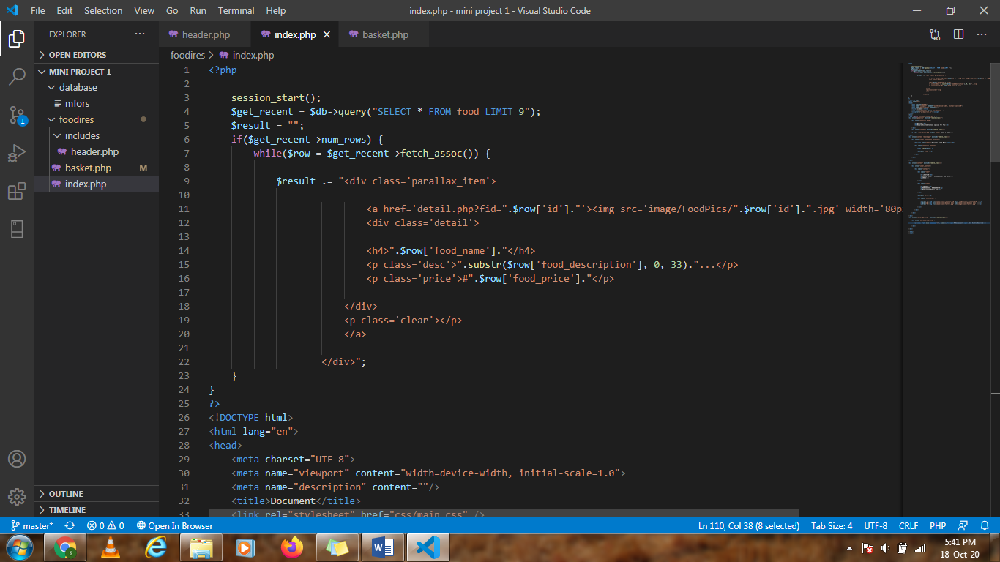 File Edit Selection View Go Run Terminal Help index.php - mini project 1 - Visual Studio Code
EXPLORER ···
header.php index.php basket.php
OPEN EDITORS
MINI PROJECT 1
database
mfors
foodires
includes
header.php
basket.php M
index.php
OUTLINE
TIMELINE
1
foodires > index.php
1 <?php
2
3 session_start();
4 $get_recent = $db->query("SELECT * FROM food LIMIT 9");
5 $result = "";
6 if($get_recent->num_rows) {
7 while($row = $get_recent->fetch_assoc()) {
8
9 $result .= "<div class='parallax_item'>
10
11 <a href='detail.php?fid=".$row['id']."'><img src='image/FoodPics/".$row['id'].".jpg' width='80p
12 <div class='detail'>
13
14 <h4>".$row['food_name']."</h4>
15 <p class='desc'>".substr($row['food_description'], 0, 33)."...</p>
16 <p class='price'>#".$row['food_price']."</p>
17
18 </div>
19 <p class='clear'></p>
20 </a>
21
22 </div>";
23 }
24 }
25 ?>
26 <!DOCTYPE html>
27 <html lang="en">
28 <head>
29 <meta charset="UTF-8">
30 <meta name="viewport" content="width=device-width, initial-scale=1.0">
31 <meta name="description" content=""/>
32 <title>Document</title>
33 <link rel="stylesheet" href="css/main.css" />
master* 0 0 Open In Browser Ln 110, Col 38 (8 selected) Tab Size: 4 UTF-8 CRLF PHP
5:41 PM
18-Oct-20